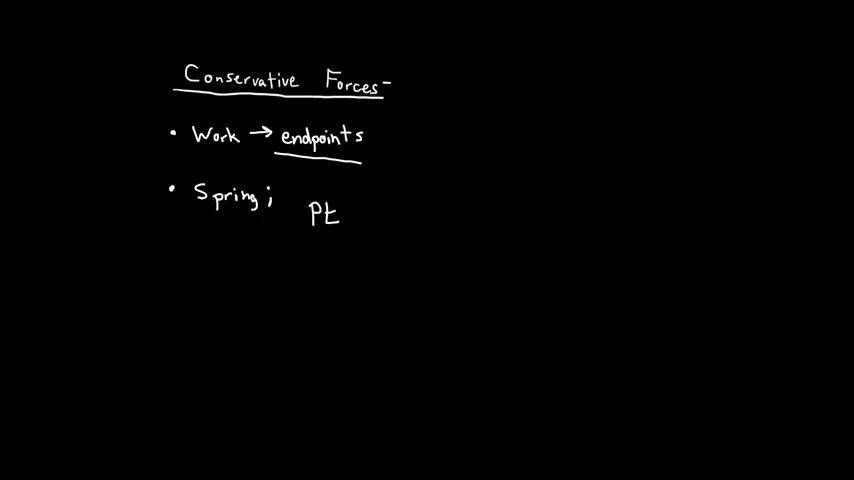 Conservative Forces-
• Work → endpoints
• Spring ;
PE